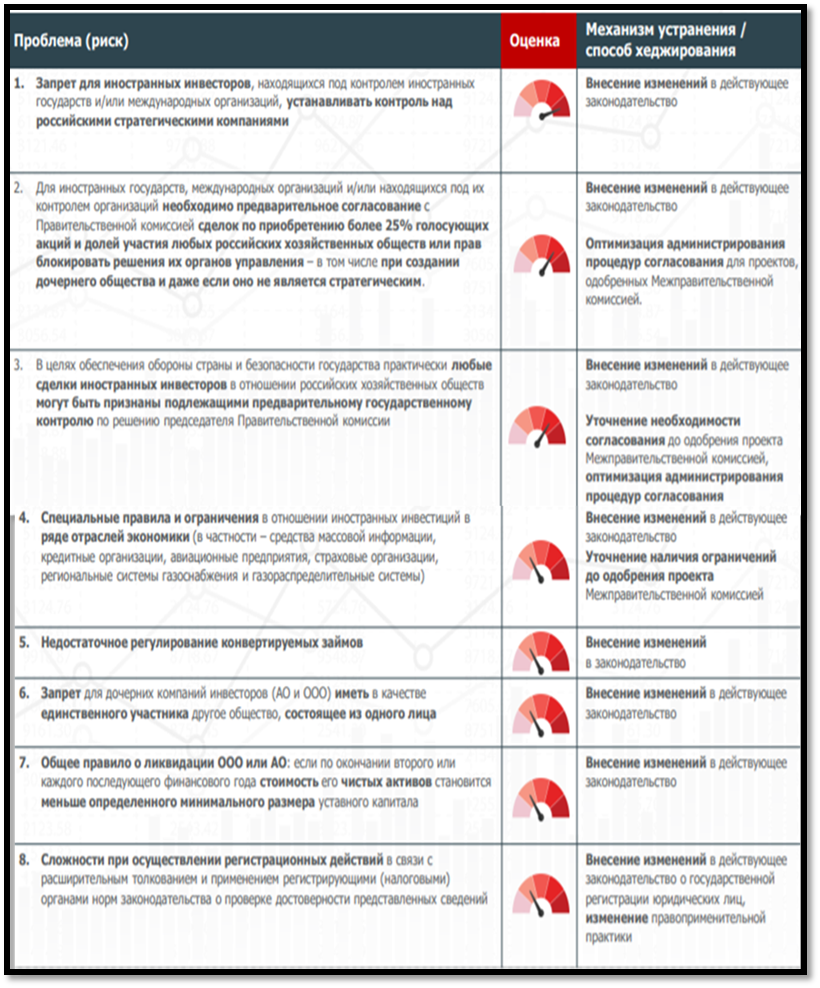 Проблема (риск)
Оценка
Механизм устранения /
способ хеджирования
1. Запрет для иностранных инвесторов, находящихся под контролем иностранных
государств и/или международных организаций, устанавливать контроль над
российскими стратегическими компаниями
Внесение изменений в действующее
законодательство
2. Для иностранных государств, международных организаций и/или находящихся под их
контролем организаций необходимо предварительное согласование с
Правительственной комиссией сделок по приобретению более 25% голосующих
акций и долей участия любых российских хозяйственных обществ или прав
блокировать решения их органов управления – в том числе при создании
дочернего общества и даже если оно не является стратегическим.
Внесение изменений в действующее
законодательство
Оптимизация администрирования
процедур согласования для проектов,
одобренных Межправительственной
комиссией.
3. В целях обеспечения обороны страны и безопасности государства практически любые
сделки иностранных инвесторов в отношении российских хозяйственных обществ
могут быть признаны подлежащими предварительному государственному
контролю по решению председателя Правительственной комиссии
Внесение изменений в действующее
законодательство
Уточнение необходимости
согласования до одобрения проекта
Межправительственной комиссией,
оптимизация администрирования
процедур согласования
4. Специальные правила и ограничения в отношении иностранных инвестиций в
ряде отраслей экономики (в частности – средства массовой информации,
кредитные организации, авиационные предприятия, страховые организации,
региональные системы газоснабжения и газораспределительные системы)
Внесение изменений в действующее
законодательство
Уточнение наличия ограничений
до одобрения проекта
Межправительственной комиссией
5. Недостаточное регулирование конвертируемых займов
Внесение изменений
в законодательство
6. Запрет для дочерних компаний инвесторов (АО и ООО) иметь в качестве
единственного участника другое общество, состоящее из одного лица
Внесение изменений в действующее
законодательство
7. Общее правило о ликвидации ООО или АО: если по окончании второго или
каждого последующего финансового года стоимость его чистых активов становится
меньше определенного минимального размера уставного капитала
Внесение изменений в действующее
законодательство
8. Сложности при осуществлении регистрационных действий в связи с
расширительным толкованием и применением регистрирующими (налоговыми)
органами норм законодательства о проверке достоверности представленных сведений
Внесение изменений в действующее
законодательство о государственной
регистрации юридических лиц,
изменение правоприменительной
практики